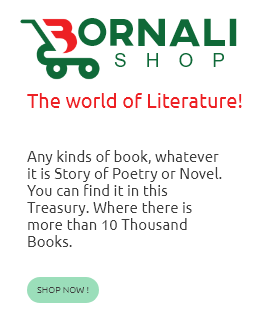 BORNALI
SHOP
The world of Literature!
Any kinds of book, whatever
it is Story of Poetry or Novel.
You can find it in this
Treasury. Where there is
more than 10 Thousand
Books.
SHOP NOW !